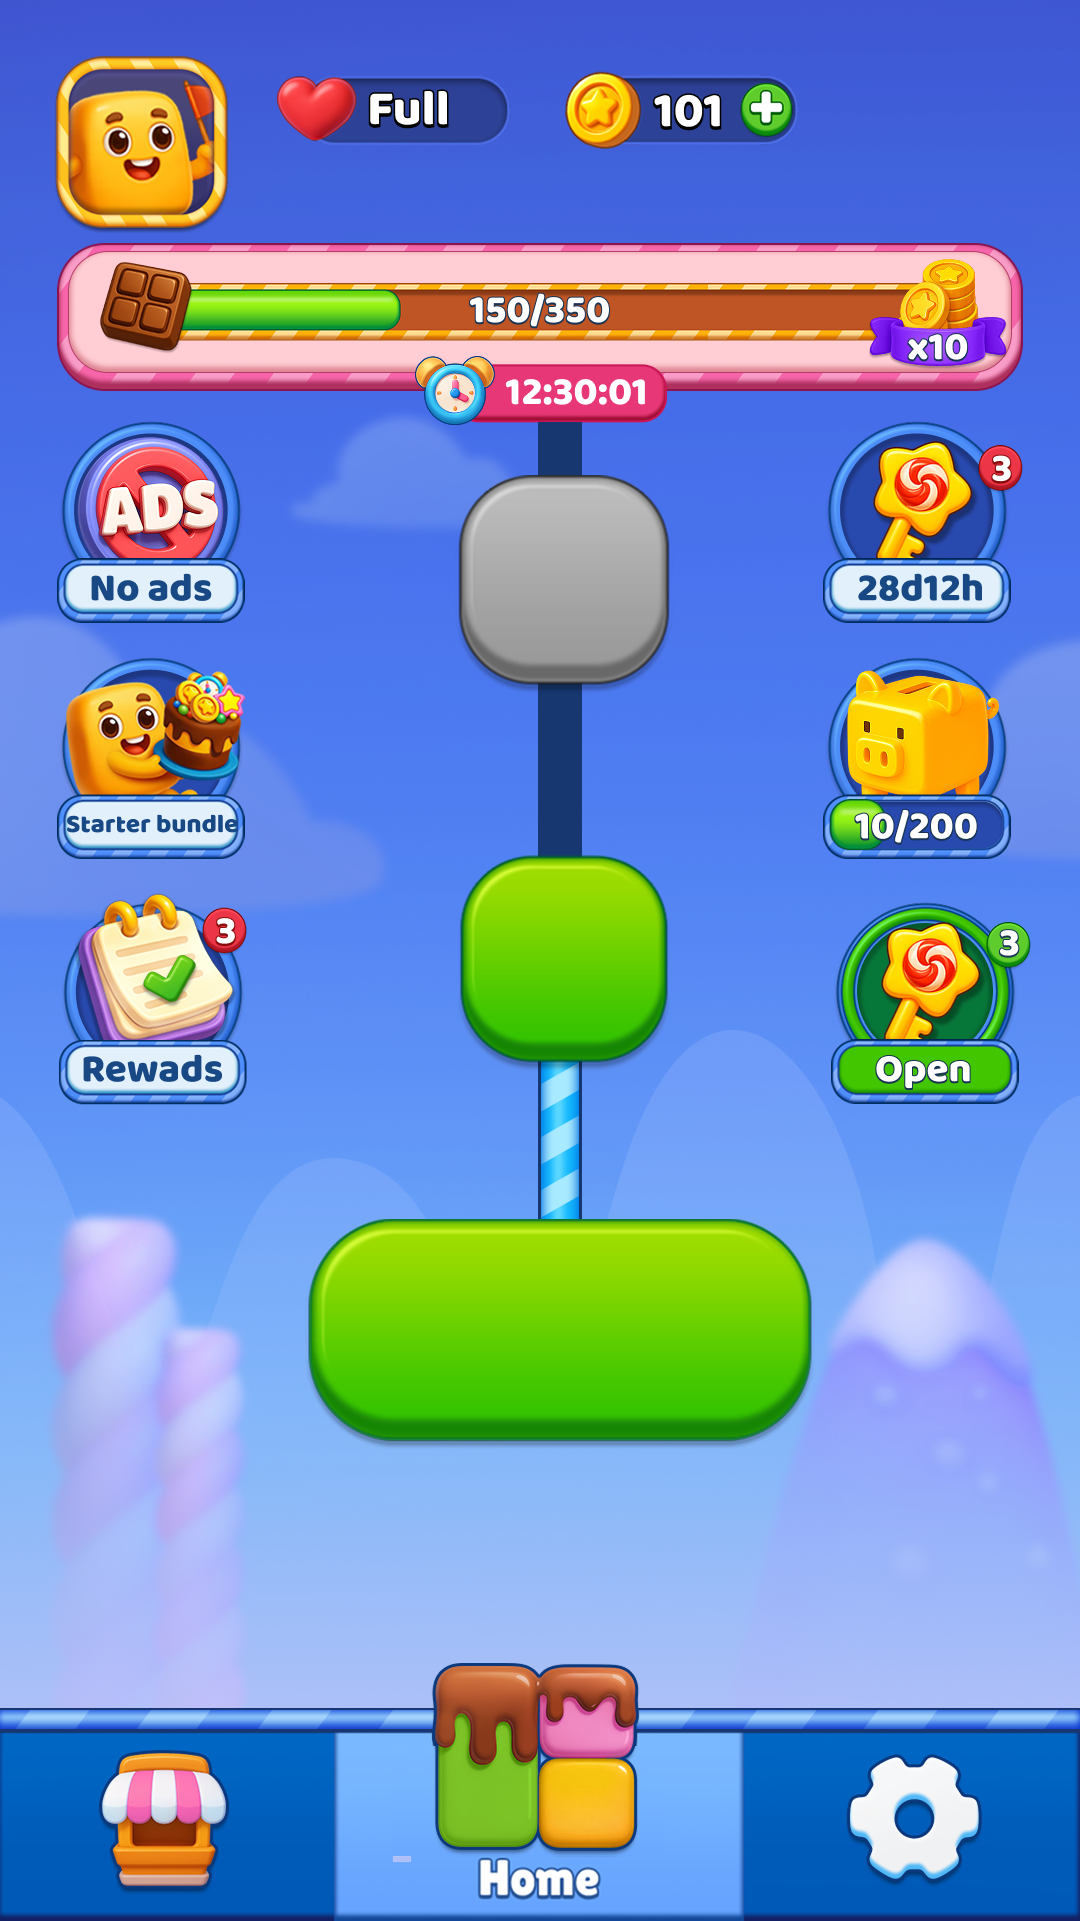 Full
101
150/350
x10
12:30:01
ADS
No ads
3
28d12h
Starter bundle
10/200
3
Rewads
3
Open
Home